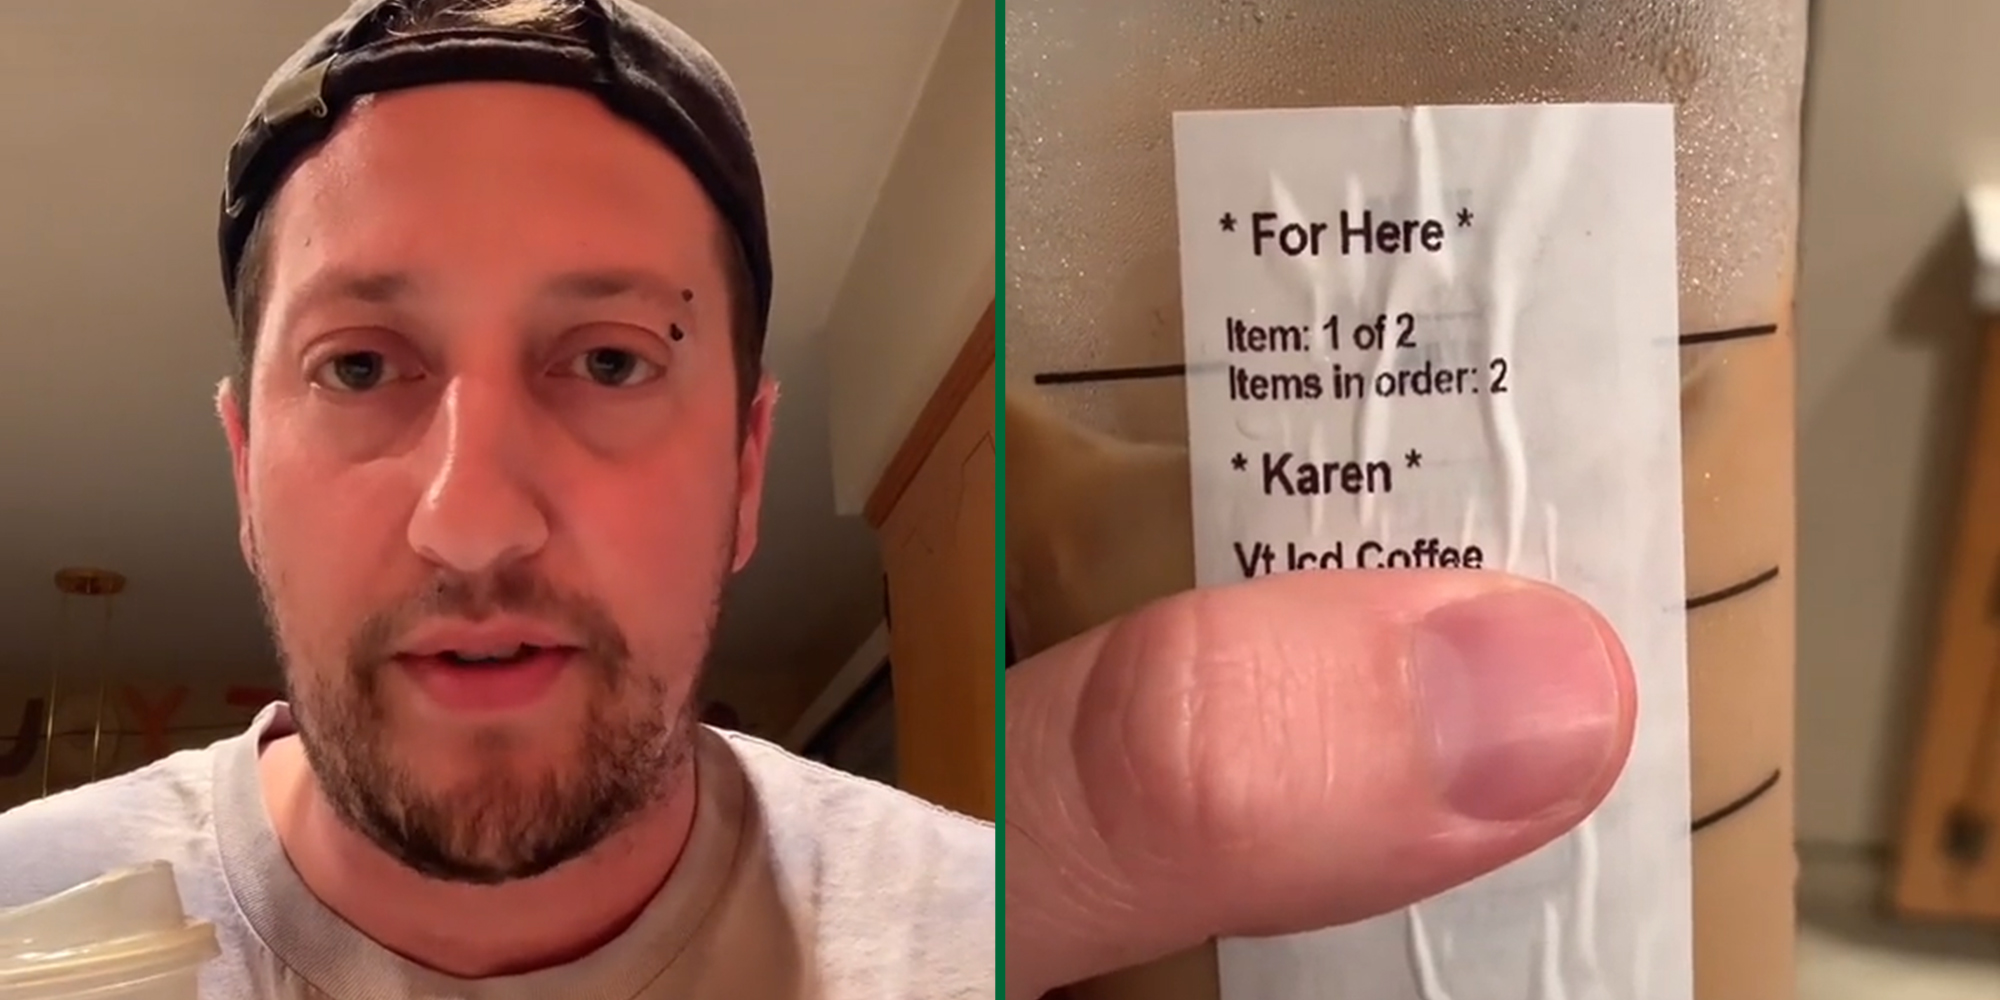 * For Here *
Item: 1 of 2
Items in order: 2
* Karen *
Vt Icd Coffee